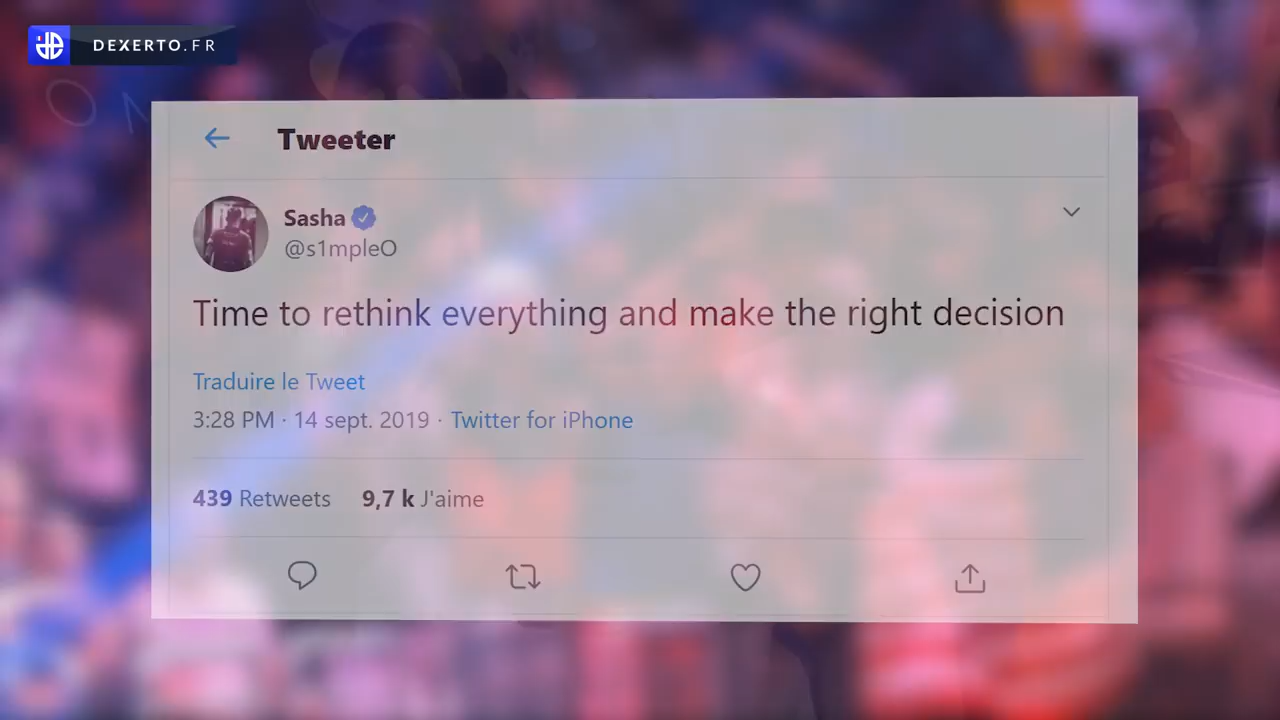 DEXERTO.FR
Tweeter
Sasha
@s1mpleO
Time to rethink everything and make the right decision
Traduire le Tweet
3:28 PM · 14 sept. 2019 · Twitter for iPhone
439 Retweets 9,7 k J'aime